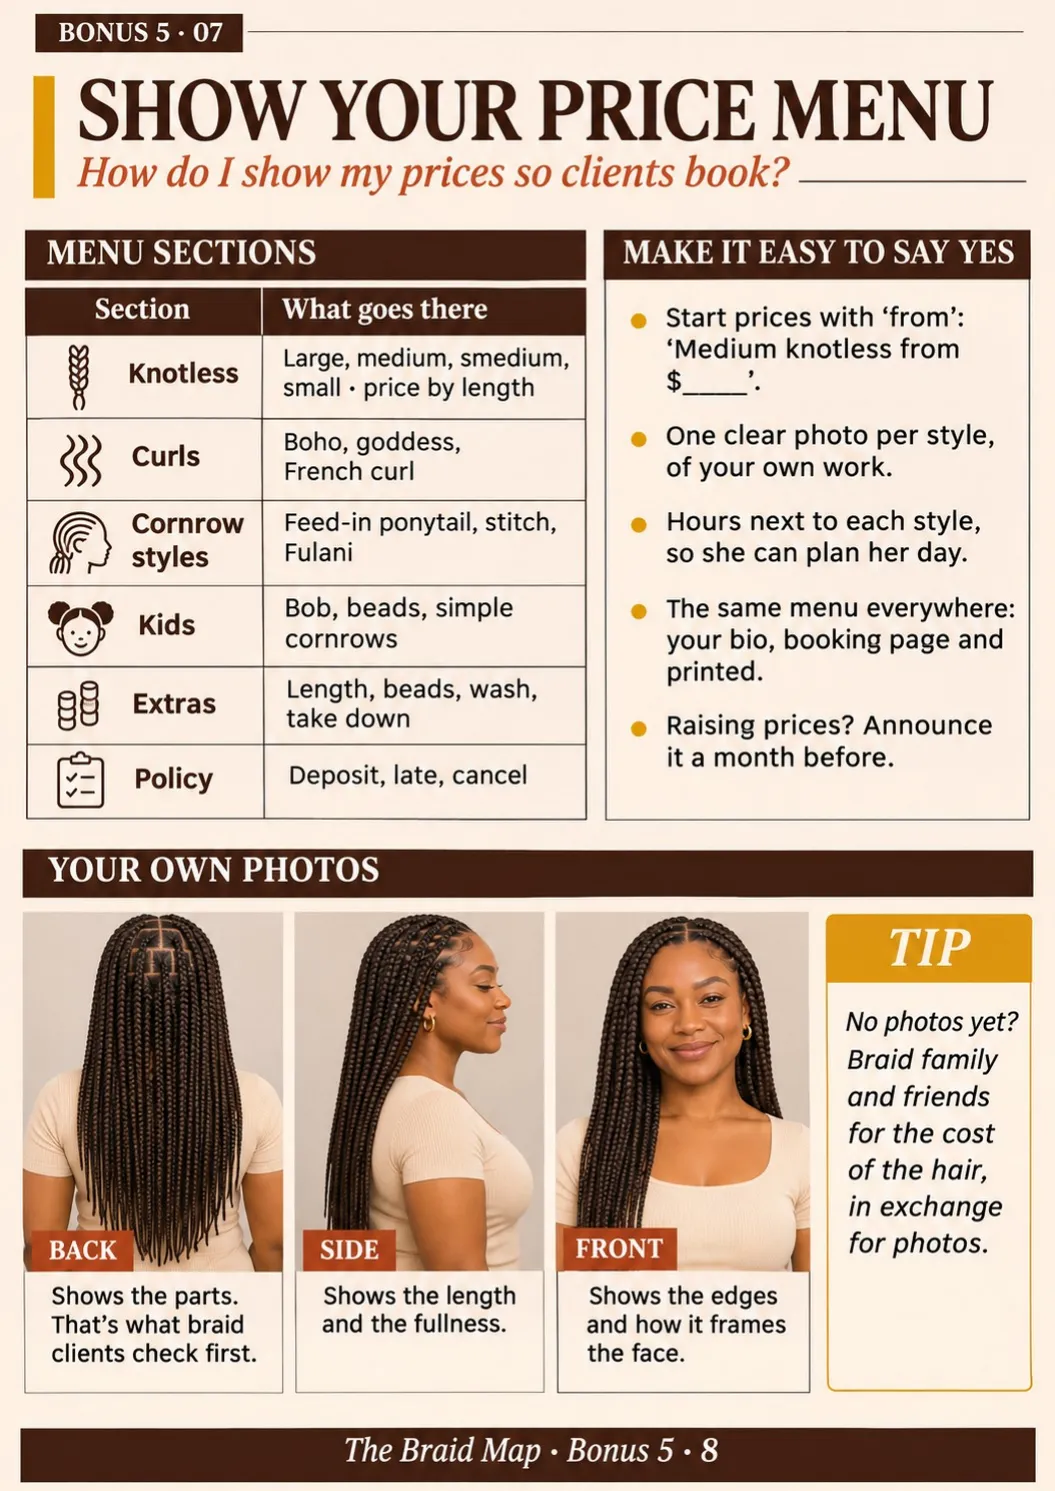 BONUS 5 · 07
SHOW YOUR PRICE MENU
How do I show my prices so clients book?
MENU SECTIONS
Section
What goes there
Knotless
Large, medium, smedium,
small · price by length
Curls
Boho, goddess,
French curl
Cornrow
styles
Feed-in ponytail, stitch,
Fulani
Kids
Bob, beads, simple
cornrows
Extras
Length, beads, wash,
take down
Policy
Deposit, late, cancel
MAKE IT EASY TO SAY YES
Start prices with ‘from’:
‘Medium knotless from
$____’.
One clear photo per style,
of your own work.
Hours next to each style,
so she can plan her day.
The same menu everywhere:
your bio, booking page and
printed.
Raising prices? Announce
it a month before.
YOUR OWN PHOTOS
BACK
Shows the parts.
That’s what braid
clients check first.
SIDE
Shows the length
and the fullness.
FRONT
Shows the edges
and how it frames
the face.
TIP
No photos yet?
Braid family
and friends
for the cost
of the hair,
in exchange
for photos.
The Braid Map · Bonus 5 · 8